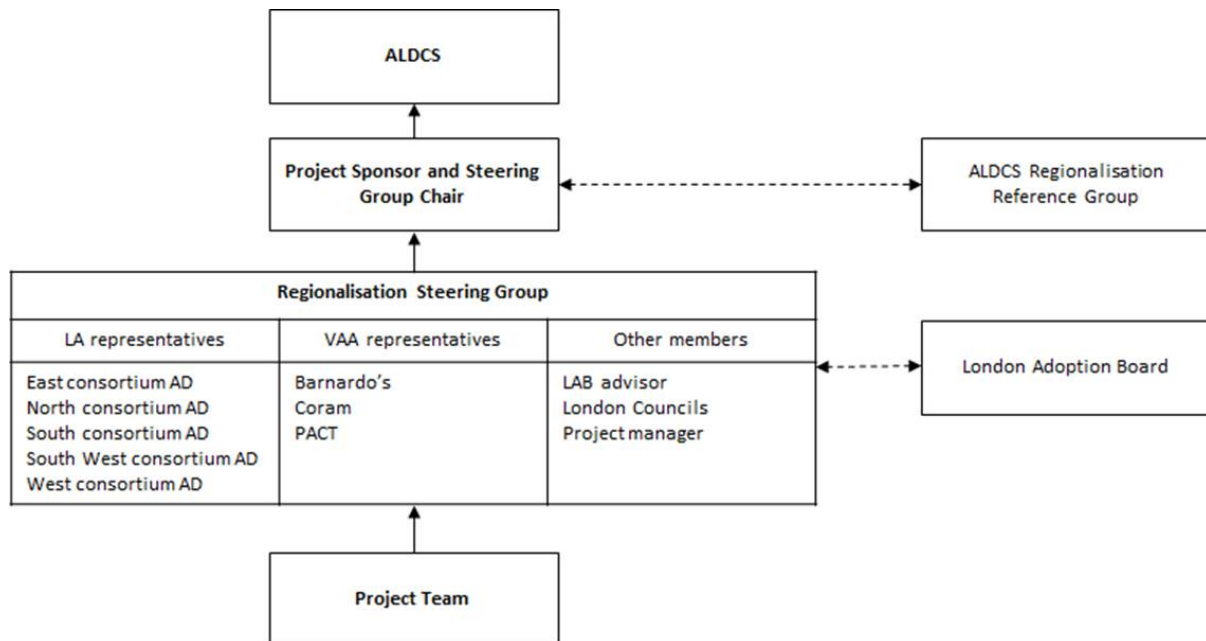 ALDCS
Project Sponsor and Steering
Group Chair
ALDCS Regionalisation
Reference Group
Regionalisation Steering Group
LA representatives
VAA representatives
Other members
East consortium AD
North consortium AD
South consortium AD
South West consortium AD
West consortium AD
Barnardo's
Coram
PACT
LAB advisor
London Councils
Project manager
London Adoption Board
Project Team